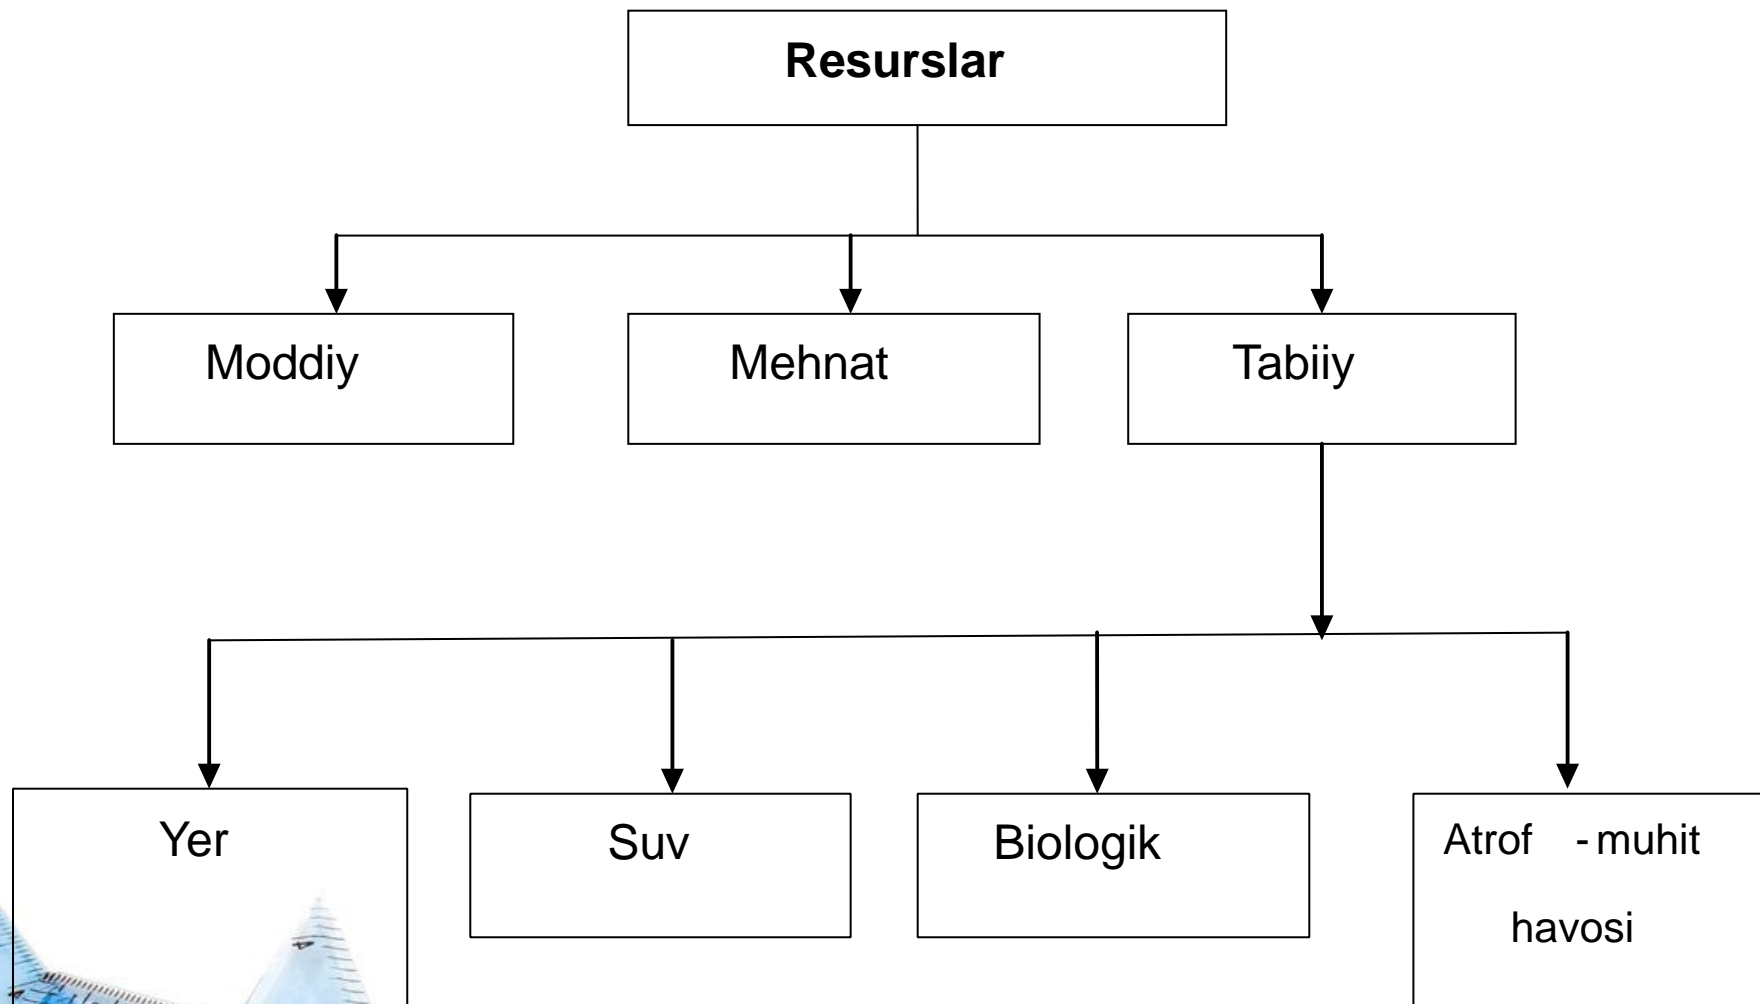 Resurslar
Moddiy
Mehnat
Tabiiy
Yer
Suv
Biologik
Atrof - muhit
havosi